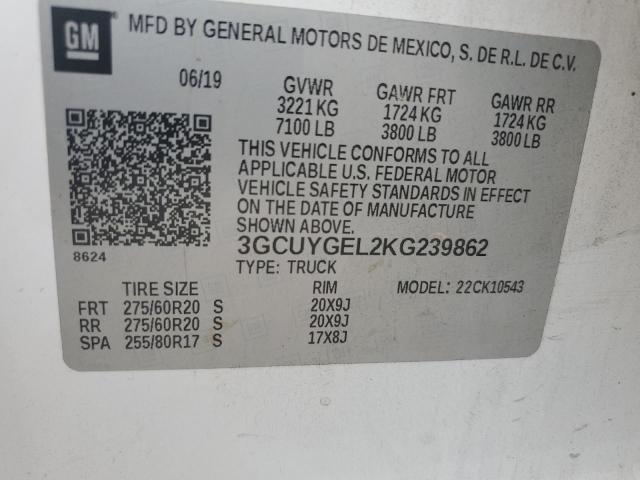 GM
MFD BY GENERAL MOTORS DE MEXICO, S. DE R.L. DE C.V.
06/19 GVWR GAWR FRT GAWR RR
3221 KG 1724 KG 1724 KG
7100 LB 3800 LB 3800 LB
THIS VEHICLE CONFORMS TO ALL
APPLICABLE U.S. FEDERAL MOTOR
VEHICLE SAFETY STANDARDS IN EFFECT
ON THE DATE OF MANUFACTURE
SHOWN ABOVE.
3GCUYGEL2KG239862
8624
TYPE: TRUCK MODEL: 22CK10543
TIRE SIZE RIM
FRT 275/60R20 S 20X9J
RR 275/60R20 S 20X9J
SPA 255/80R17 S 17X8J